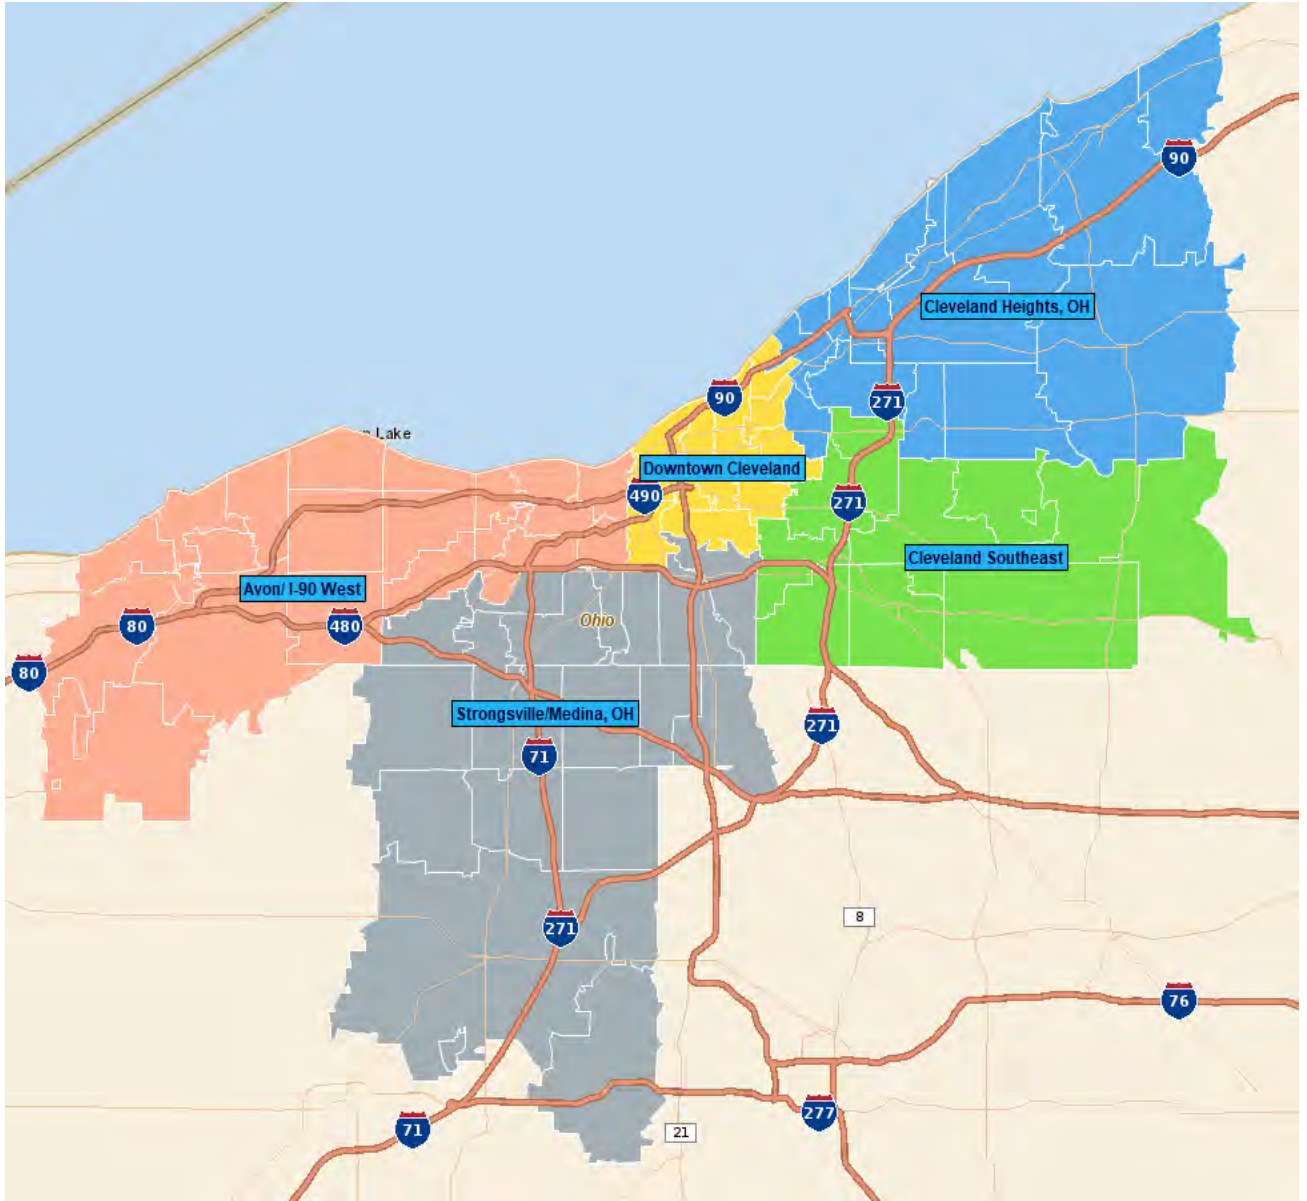 90
Cleveland Heights, OH
90
271
Lake
Downtown Cleveland
490
271
Cleveland Southeast
Avon/ I-90 West
80
480
Ohio
80
Strongsville/Medina, OH
271
71
8
271
76
277
71
21